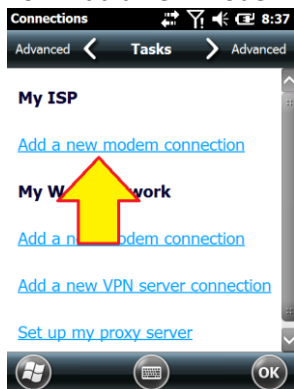 Connections 8:37
Advanced Tasks Advanced
My ISP
Add a new modem connection
My W work
Add a n odem connection
Add a new VPN server connection
Set up my proxy server
OK